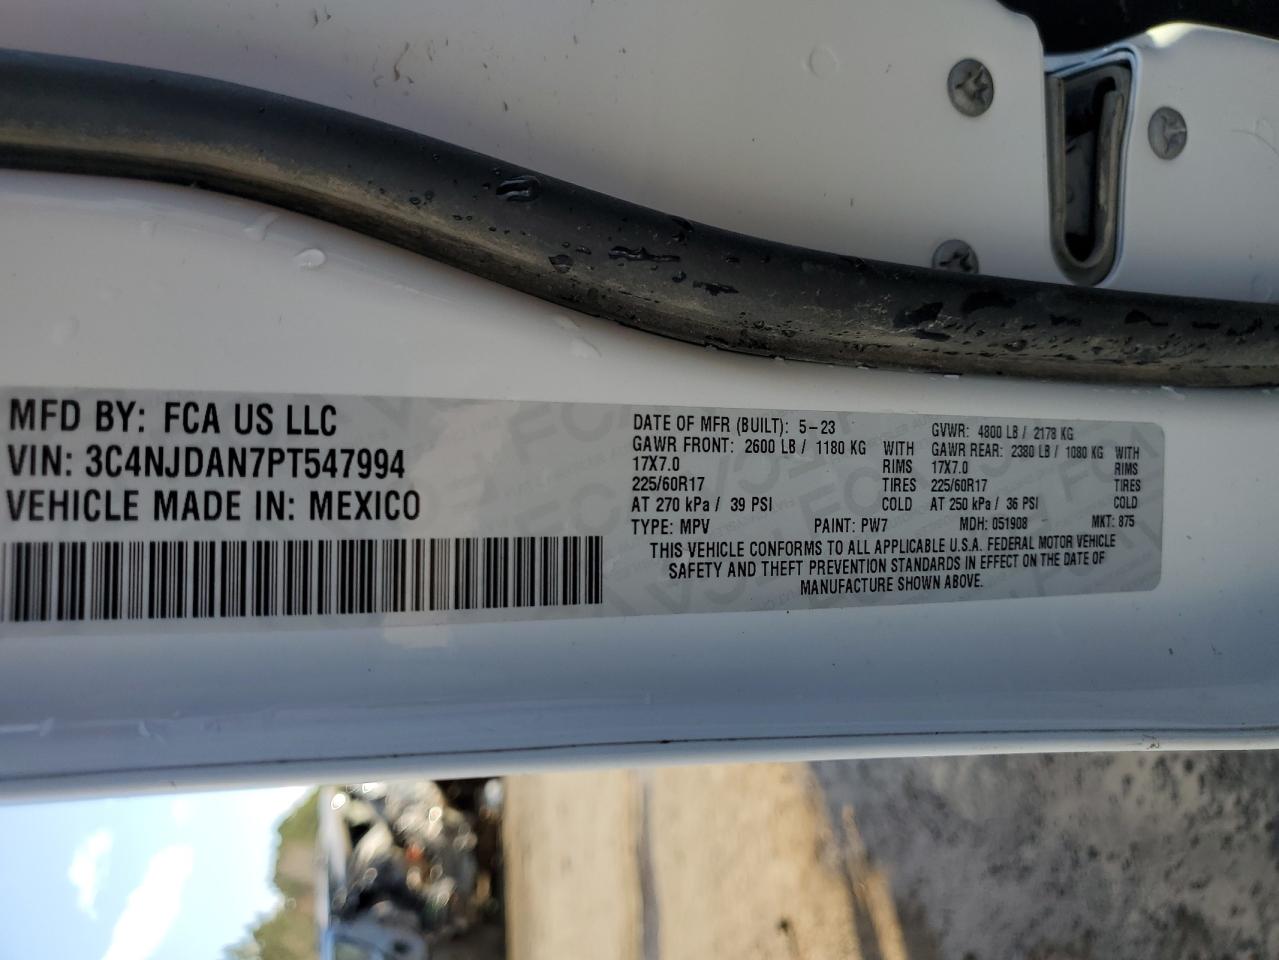 MFD BY: FCA US LLC
VIN: 3C4NJDAN7PT547994
VEHICLE MADE IN: MEXICO
DATE OF MFR (BUILT): 5-23 GVWR: 4800 LB / 2178 KG
GAWR FRONT: 2600 LB / 1180 KG WITH GAWR REAR: 2380 LB / 1080 KG WITH
17X7.0 RIMS 17X7.0 RIMS
225/60R17 TIRES 225/60R17 TIRES
AT 270 kPa / 39 PSI COLD AT 250 kPa / 36 PSI COLD
TYPE: MPV PAINT: PW7 MDH: 051908 MKT: 875
THIS VEHICLE CONFORMS TO ALL APPLICABLE U.S.A. FEDERAL MOTOR VEHICLE
SAFETY AND THEFT PREVENTION STANDARDS IN EFFECT ON THE DATE OF
MANUFACTURE SHOWN ABOVE.